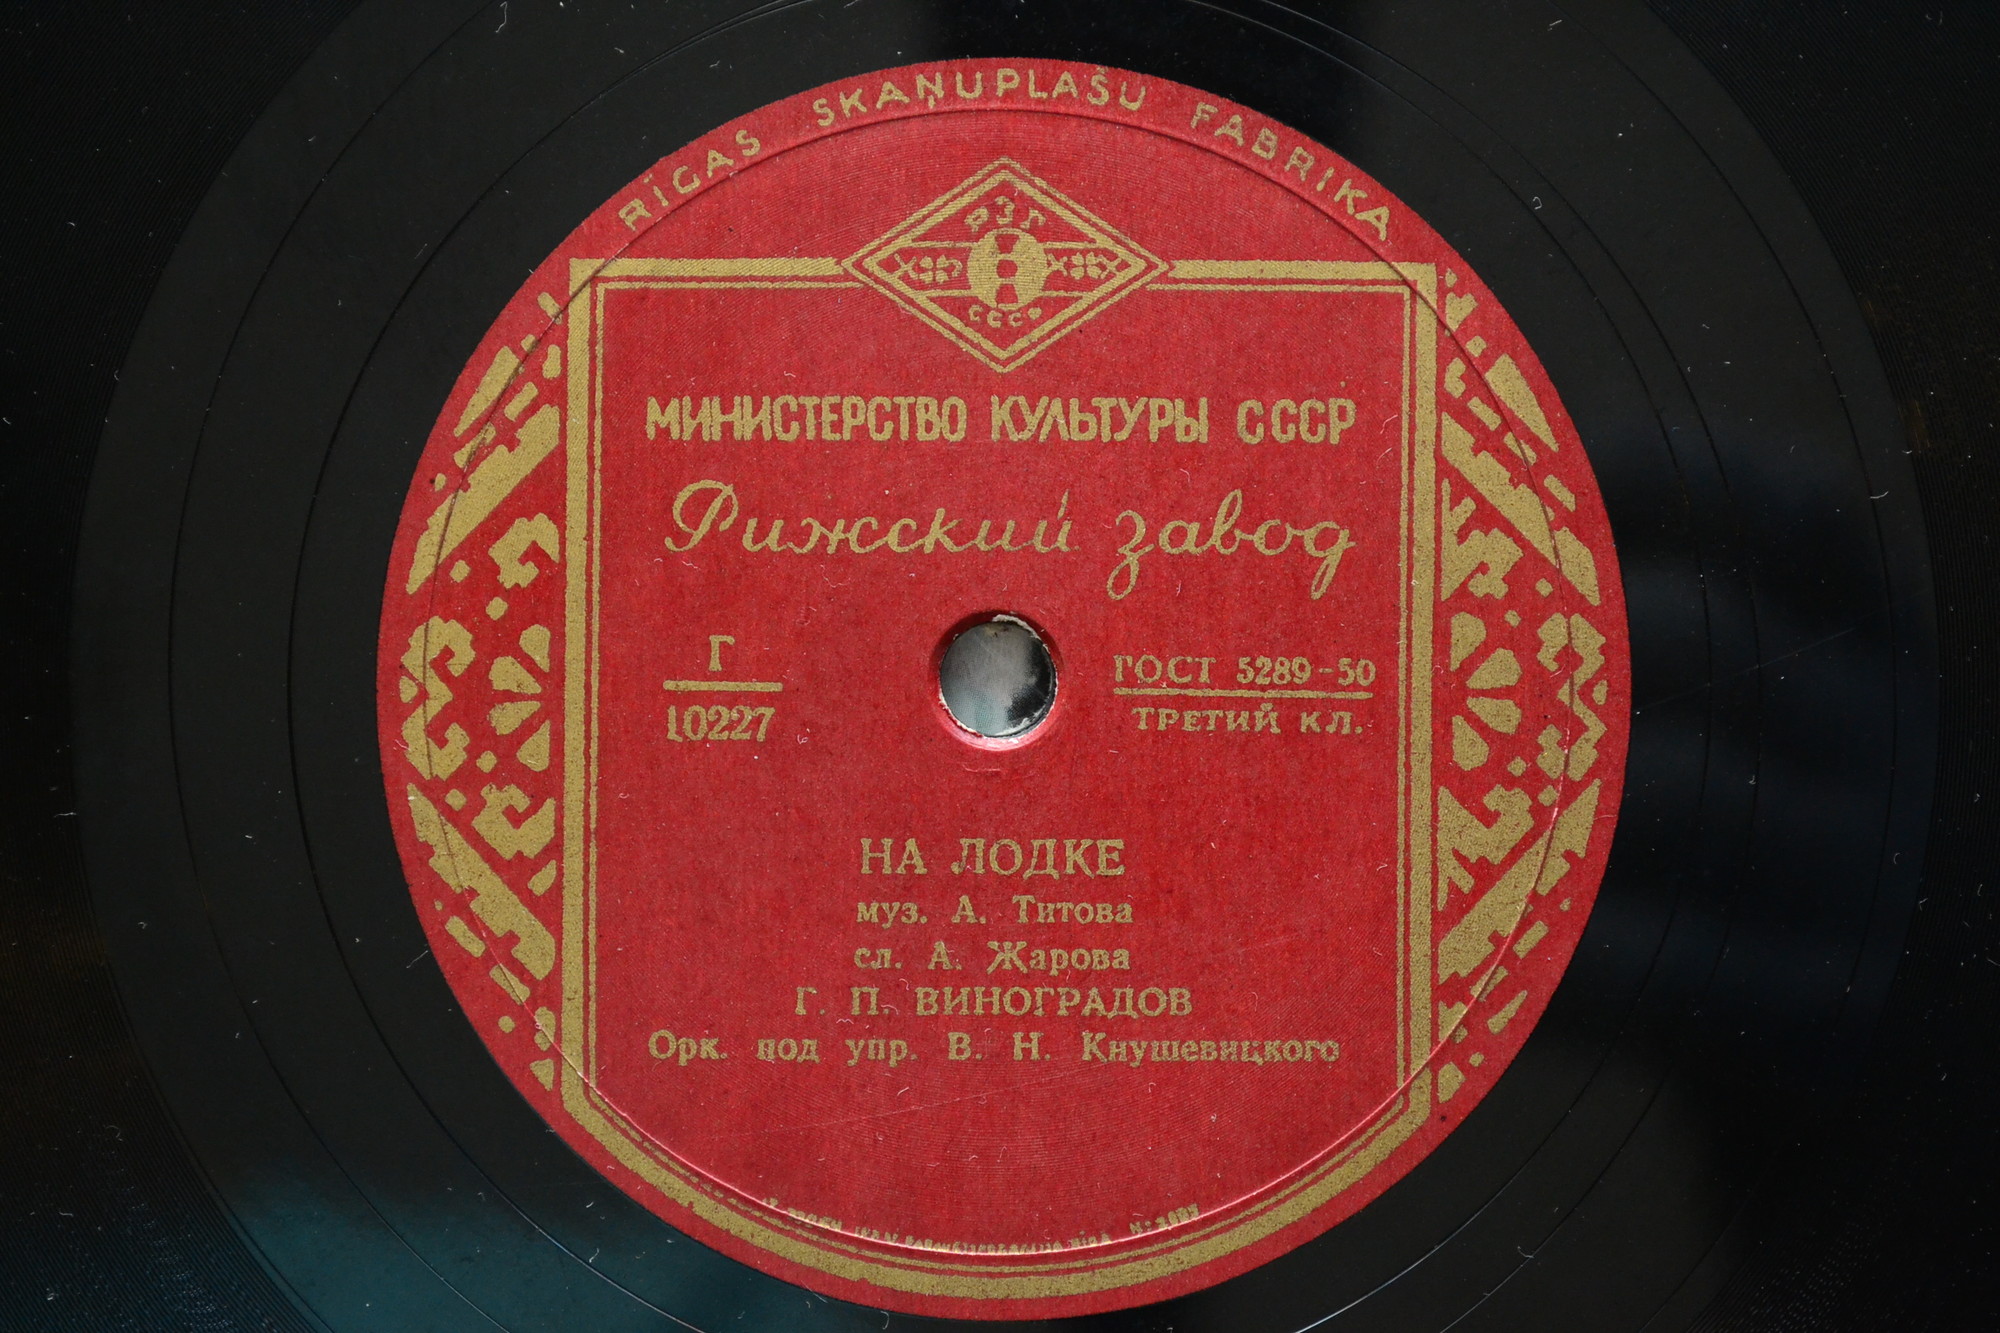 RĪGAS SKAŅUPLAŠU FABRIKA
РЗГ
СССР
МИНИСТЕРСТВО КУЛЬТУРЫ СССР
Рижский завод
Г
10227
ГОСТ 5289-50
ТРЕТИЙ КЛ.
НА ЛОДКЕ
муз. А. Титова
сл. А. Жарова
Г. П. ВИНОГРАДОВ
Орк. под упр. В. Н. Кнушевицкого